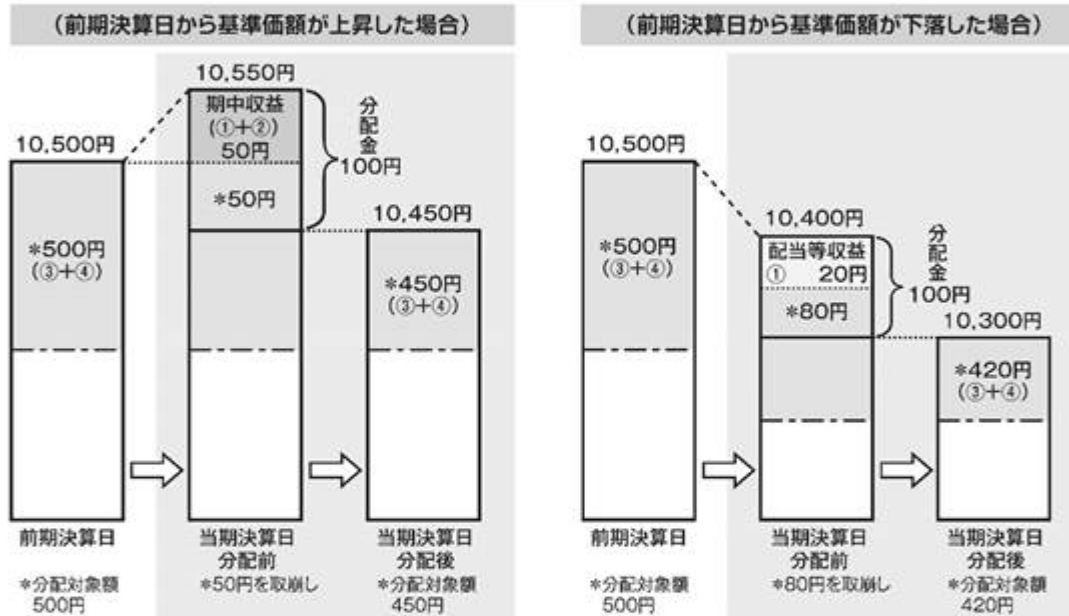 (前期決算日から基準価額が上昇した場合)
10,550円
期中収益
(①+②)
50円
*50円
分配金
100円
10,500円
*500円
(③+④)
10,450円
*450円
(③+④)
前期決算日
当期決算日
分配前
当期決算日
分配後
*分配対象額
500円
*50円を取崩し
*分配対象額
450円
(前期決算日から基準価額が下落した場合)
10,500円
*500円
(③+④)
10,400円
配当等収益
① 20円
*80円
分配金
100円
10,300円
*420円
(③+④)
前期決算日
当期決算日
分配前
当期決算日
分配後
*分配対象額
500円
*80円を取崩し
*分配対象額
420円